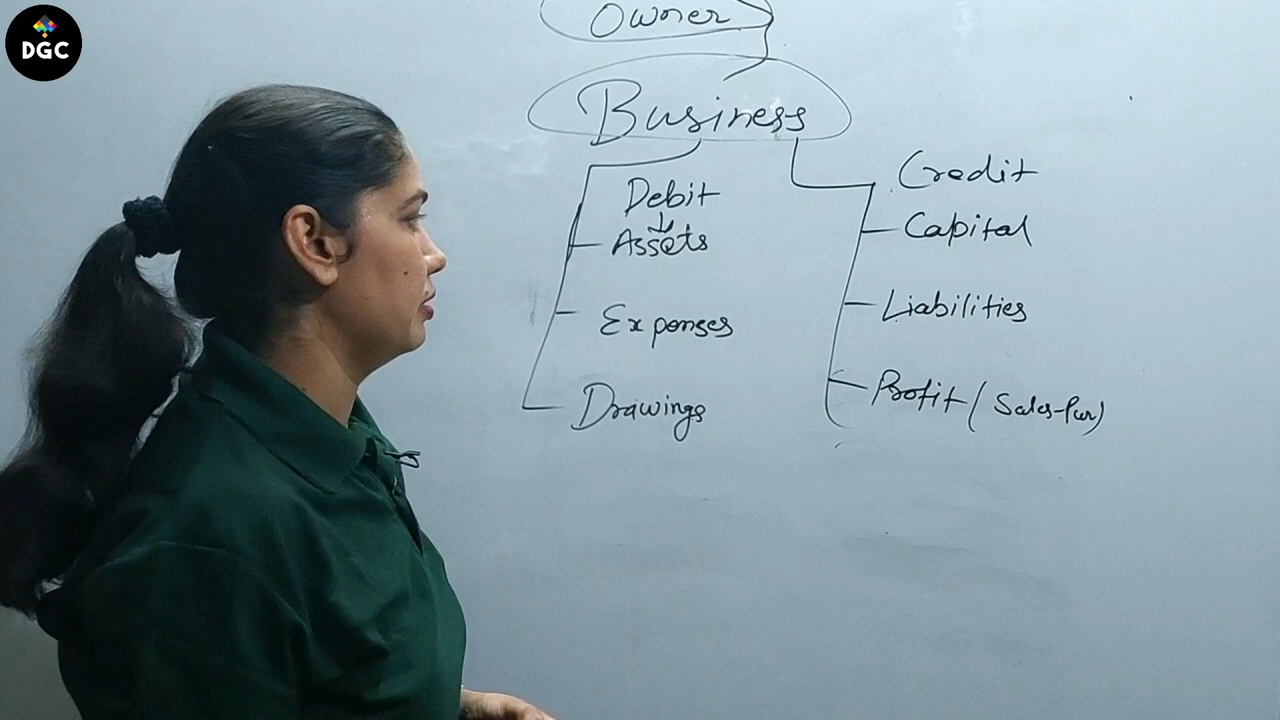 DGC
Owner
Business
Debit
Assets
Expenses
Drawings
Credit
Capital
Liabilities
Profit (Sales-Pur)